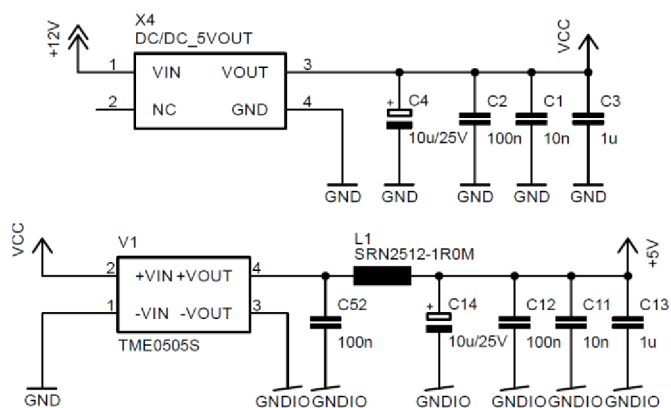 X4
DC/DC_5VOUT
+12V
1 VIN VOUT 3
2 NC GND 4
VCC
+ C4 C2 C1 C3
10u/25V 100n 10n 1u
GND GND GND GND GND
VCC
V1
L1
SRN2512-1R0M
+5V
2 +VIN +VOUT 4
1 -VIN -VOUT 3
TME0505S
C52 + C14 C12 C11 C13
100n 10u/25V 100n 10n 1u
GND GNDIO GNDIO GNDIO GNDIO GNDIO GNDIO